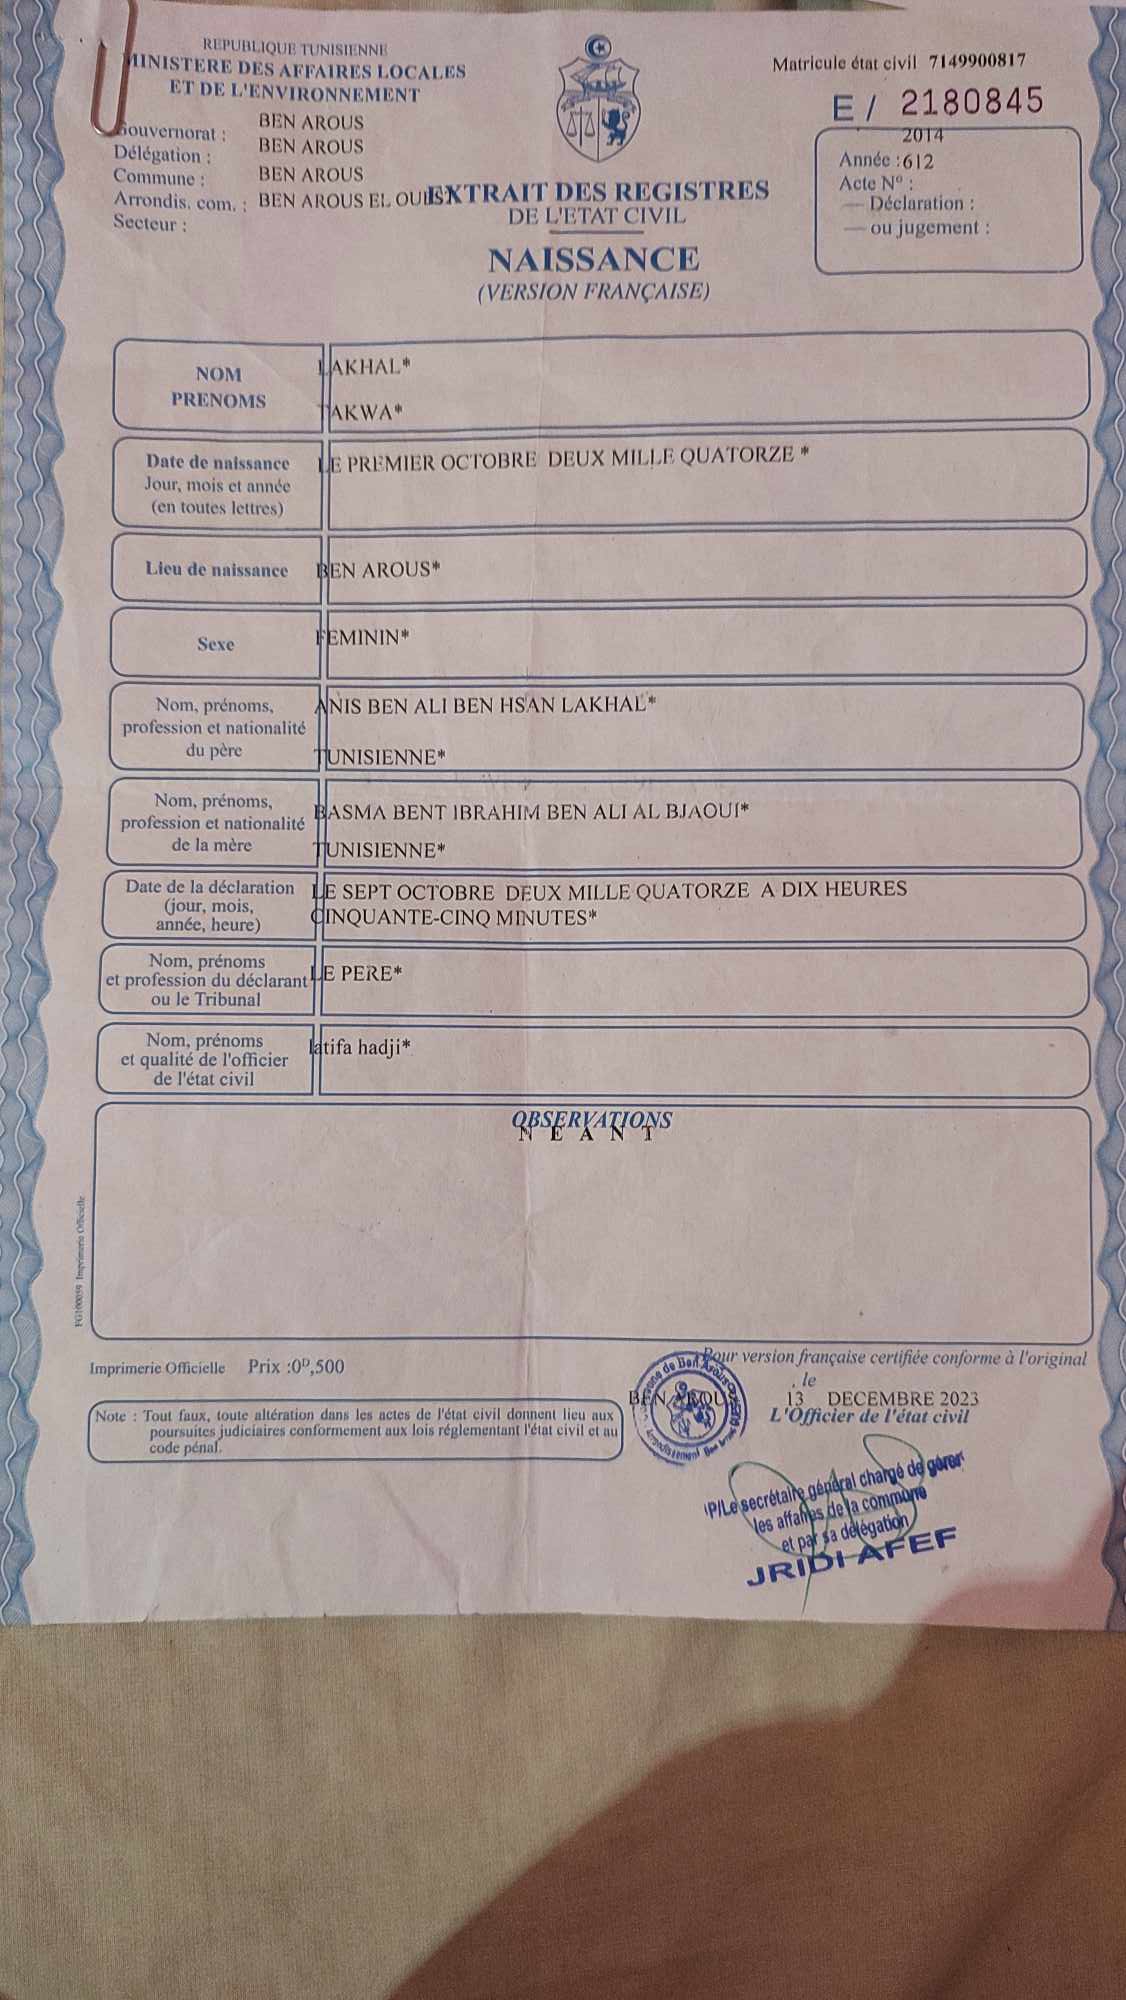 REPUBLIQUE TUNISIENNE
MINISTERE DES AFFAIRES LOCALES
ET DE L'ENVIRONNEMENT
Gouvernorat : BEN AROUS
Délégation : BEN AROUS
Commune : BEN AROUS
Arrondis. com. : BEN AROUS EL
Secteur :
Matricule état civil 7149900817
E / 2180845
2014
Année :612
Acte Nº :
— Déclaration :
— ou jugement :
EXTRAIT DES REGISTRES
DE L'ETAT CIVIL
NAISSANCE
(VERSION FRANÇAISE)
NOM LAKHAL*
PRENOMS TAKWA*
Date de naissance LE PREMIER OCTOBRE DEUX MILLE QUATORZE *
Jour, mois et année
(en toutes lettres)
Lieu de naissance BEN AROUS*
Sexe FEMININ*
Nom, prénoms, ANIS BEN ALI BEN HSAN LAKHAL*
profession et nationalité
du père TUNISIENNE*
Nom, prénoms, BASMA BENT IBRAHIM BEN ALI AL BJAOUI*
profession et nationalité
de la mère TUNISIENNE*
Date de la déclaration LE SEPT OCTOBRE DEUX MILLE QUATORZE A DIX HEURES
(jour, mois, CINQUANTE-CINQ MINUTES*
année, heure)
Nom, prénoms LE PERE*
et profession du déclarant
ou le Tribunal
Nom, prénoms latifa hadji*
et qualité de l'officier
de l'état civil
OBSERVATIONS
N E A N T
FG100059 Imprimerie Officielle
Imprimerie Officielle Prix :0ᴰ,500
Note : Tout faux, toute altération dans les actes de l'état civil donnent lieu aux
poursuites judiciaires conformement aux lois réglementant l'état civil et au
code pénal.
Pour version française certifiée conforme à l'original
, le
BEN AROUS 13 DECEMBRE 2023
L'Officier de l'état civil
P/Le secrétaire général chargé de gérer
les affaires de la commune
et par sa délégation
JRIDI AFEF